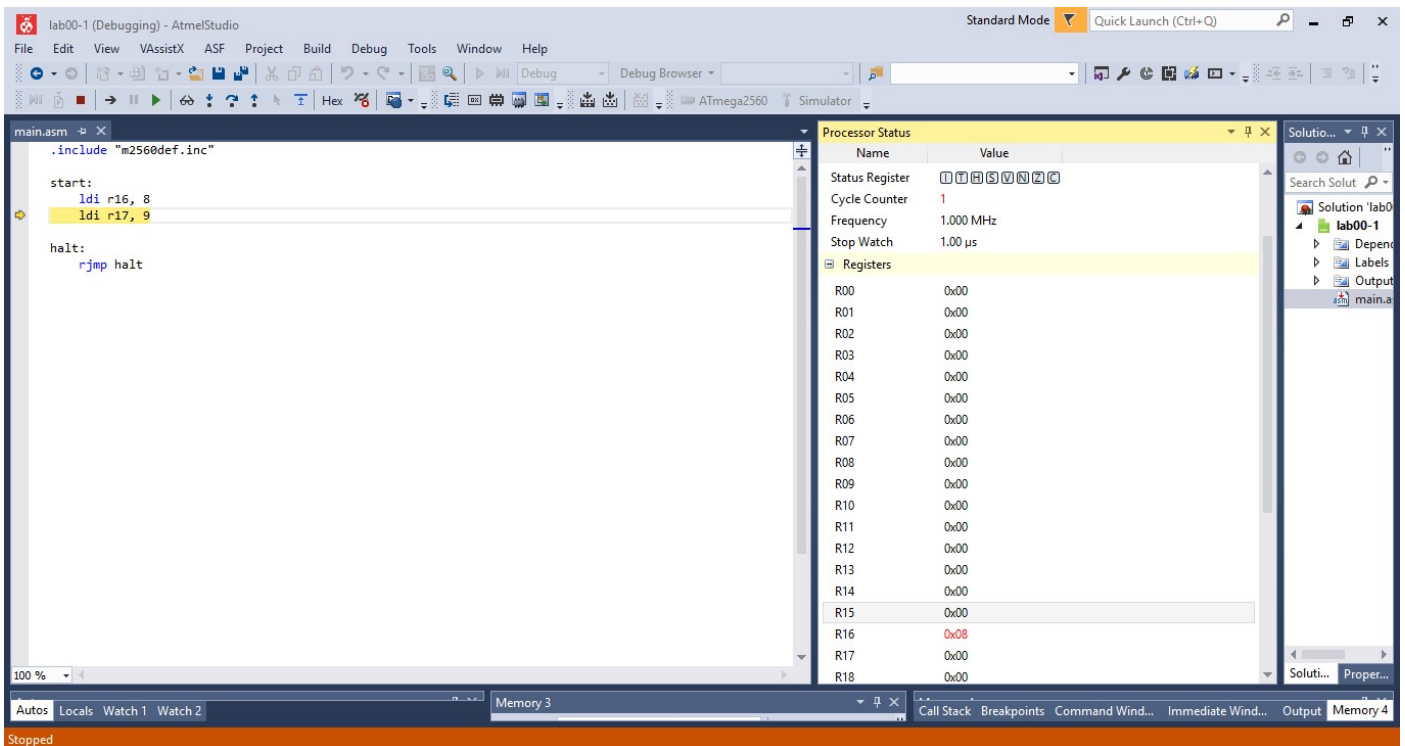 lab00-1 (Debugging) - AtmelStudio
Standard Mode
Quick Launch (Ctrl+Q)
File Edit View VAssistX ASF Project Build Debug Tools Window Help
Debug
Debug Browser
Hex
ATmega2560
Simulator
main.asm
.include "m2560def.inc"
start:
ldi r16, 8
ldi r17, 9
halt:
rjmp halt
100 %
Processor Status
Name Value
Status Register I T H S V N Z C
Cycle Counter 1
Frequency 1.000 MHz
Stop Watch 1.00 µs
Registers
R00 0x00
R01 0x00
R02 0x00
R03 0x00
R04 0x00
R05 0x00
R06 0x00
R07 0x00
R08 0x00
R09 0x00
R10 0x00
R11 0x00
R12 0x00
R13 0x00
R14 0x00
R15 0x00
R16 0x08
R17 0x00
R18 0x00
Solutio...
Search Solut
Solution 'lab0
lab00-1
Depend
Labels
Output
main.a
Soluti... Proper...
Autos Locals Watch 1 Watch 2
Memory 3
Call Stack Breakpoints Command Wind... Immediate Wind... Output Memory 4
Stopped